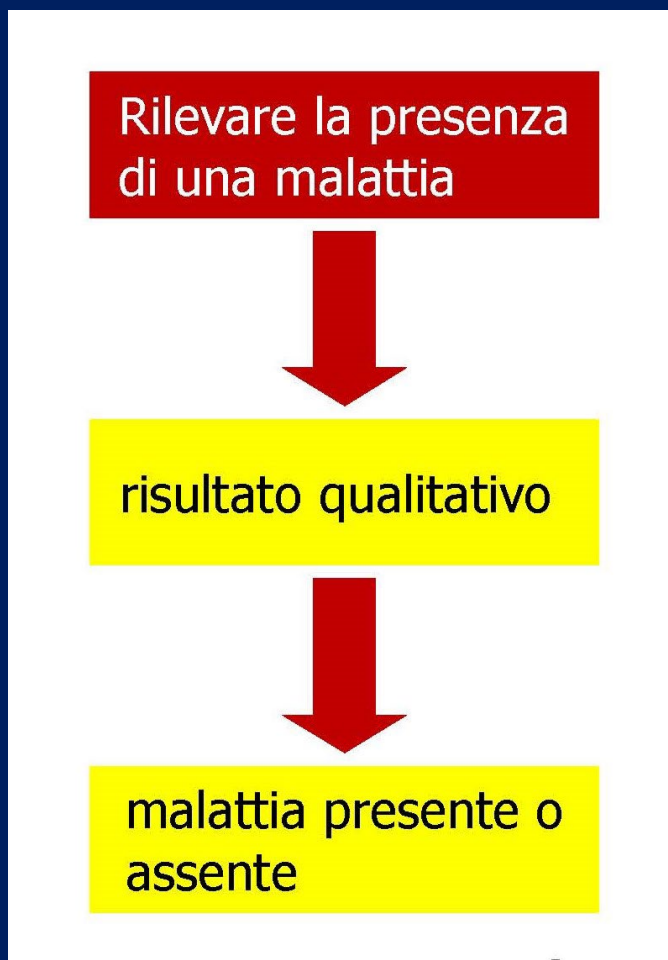 Rilevare la presenza
di una malattia
risultato qualitativo
malattia presente o
assente